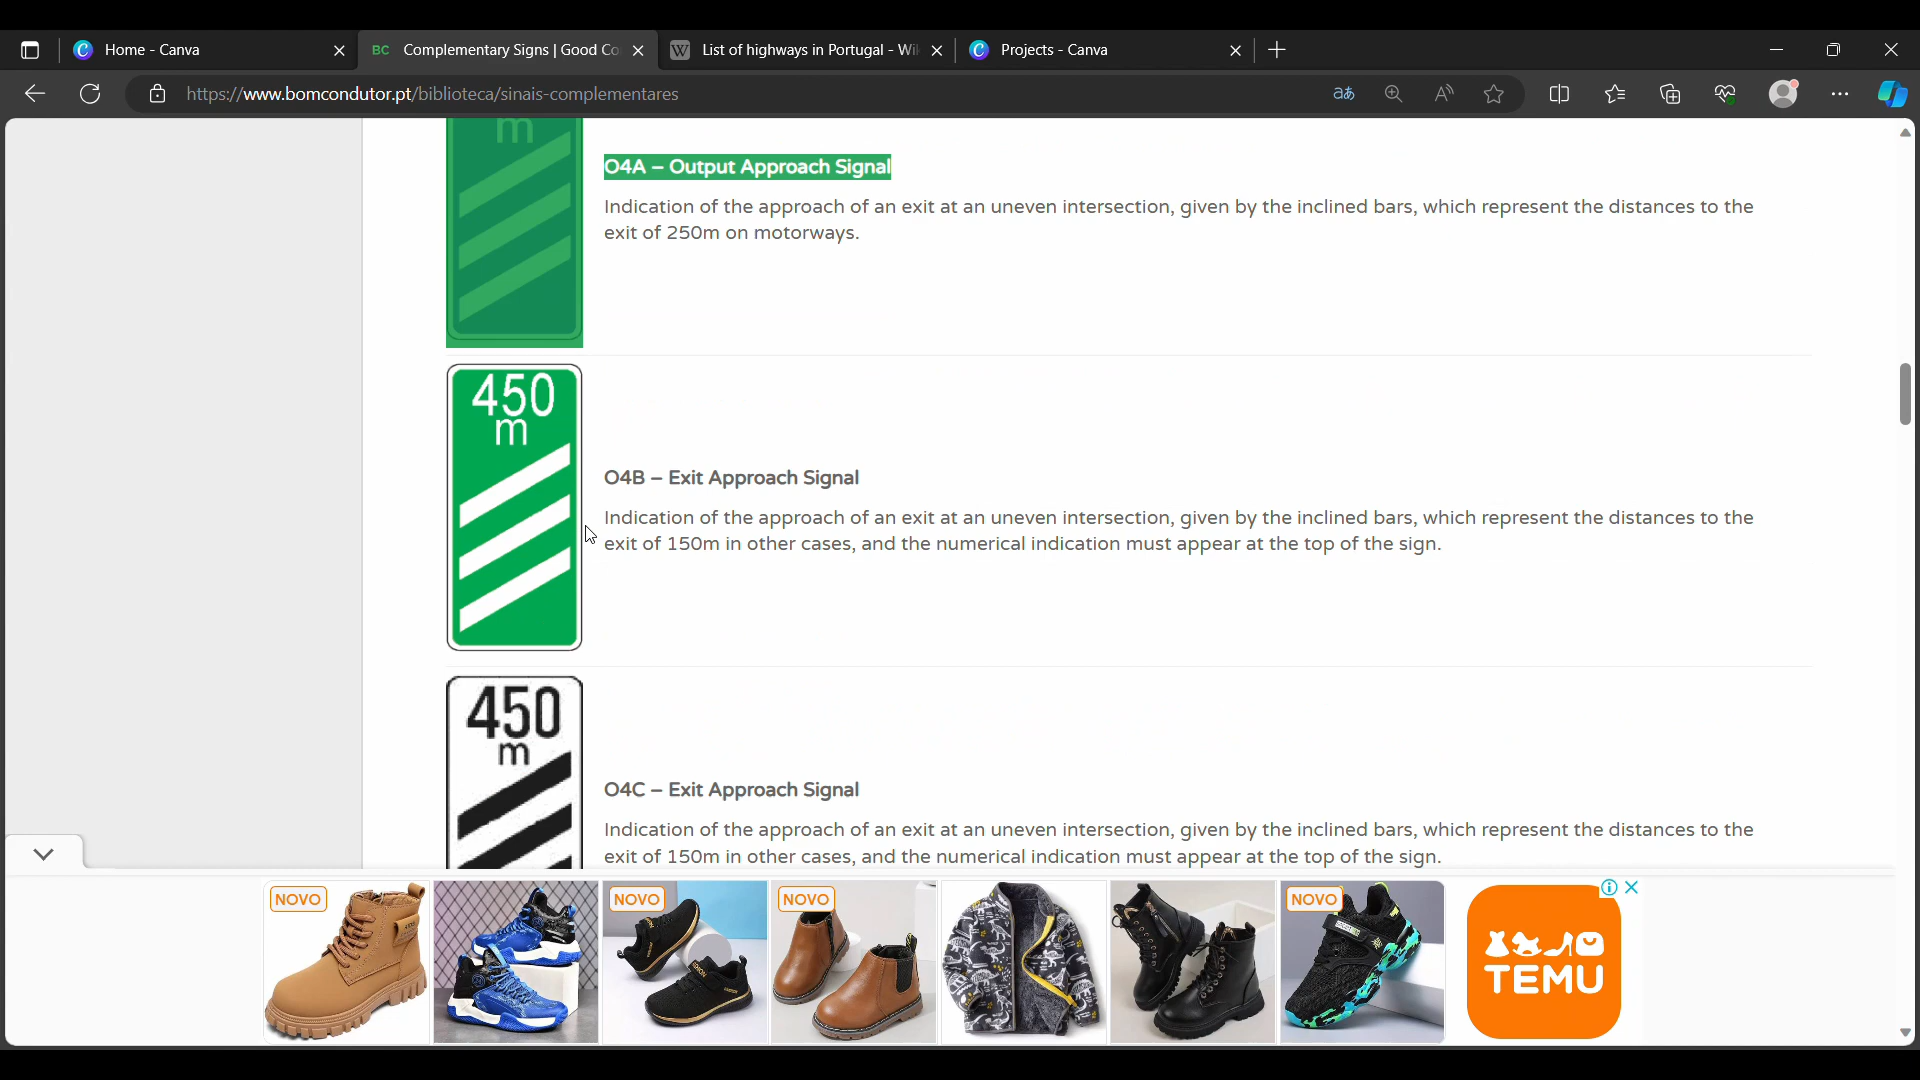 Home - Canva
BC Complementary Signs | Good Co
W List of highways in Portugal - Wi
Projects - Canva
https://www.bomcondutor.pt/biblioteca/sinais-complementares
m
O4A – Output Approach Signal
Indication of the approach of an exit at an uneven intersection, given by the inclined bars, which represent the distances to the
exit of 250m on motorways.
450
m
O4B – Exit Approach Signal
Indication of the approach of an exit at an uneven intersection, given by the inclined bars, which represent the distances to the
exit of 150m in other cases, and the numerical indication must appear at the top of the sign.
450
m
O4C – Exit Approach Signal
Indication of the approach of an exit at an uneven intersection, given by the inclined bars, which represent the distances to the
exit of 150m in other cases, and the numerical indication must appear at the top of the sign.
NOVO
NOVO
NOVO
NOVO
TEMU